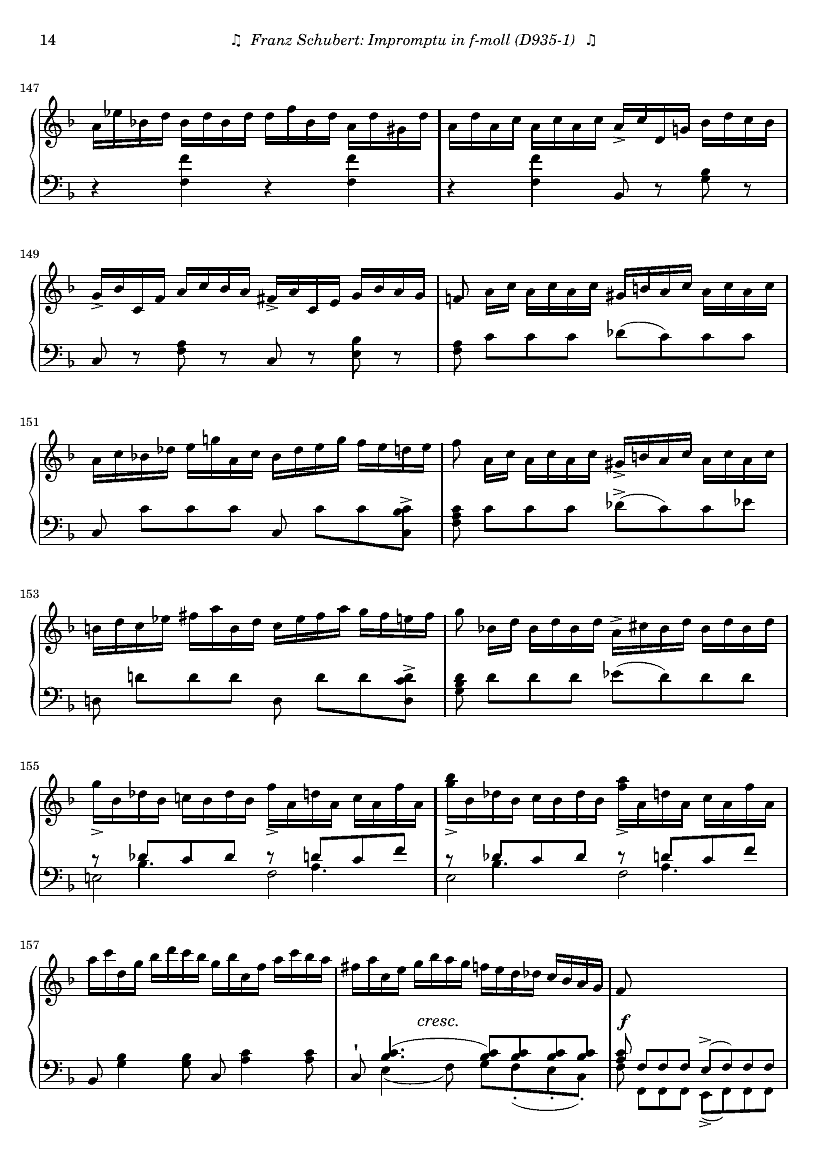 14
♫ Franz Schubert: Impromptu in f-moll (D935-1) ♫
147
149
151
153
155
157
cresc.
f